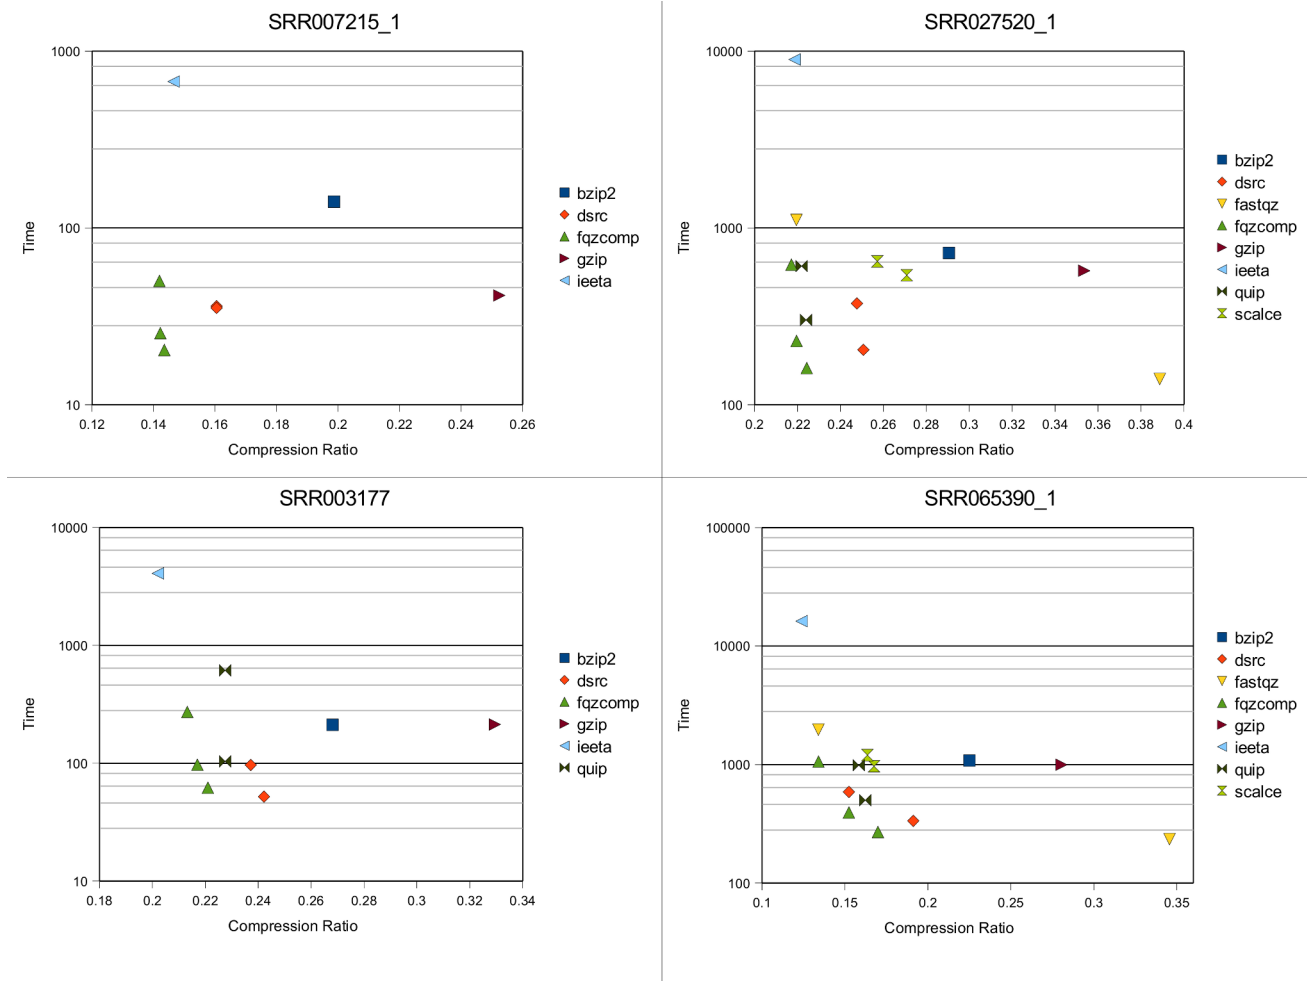 SRR007215_1
1000
100
10
Time
0.12 0.14 0.16 0.18 0.2 0.22 0.24 0.26
Compression Ratio
bzip2
dsrc
fqzcomp
gzip
ieeta
SRR027520_1
10000
1000
100
Time
0.2 0.22 0.24 0.26 0.28 0.3 0.32 0.34 0.36 0.38 0.4
Compression Ratio
bzip2
dsrc
fastqz
fqzcomp
gzip
ieeta
quip
scalce
SRR003177
10000
1000
100
10
Time
0.18 0.2 0.22 0.24 0.26 0.28 0.3 0.32 0.34
Compression Ratio
bzip2
dsrc
fqzcomp
gzip
ieeta
quip
SRR065390_1
100000
10000
1000
100
Time
0.1 0.15 0.2 0.25 0.3 0.35
Compression Ratio
bzip2
dsrc
fastqz
fqzcomp
gzip
ieeta
quip
scalce